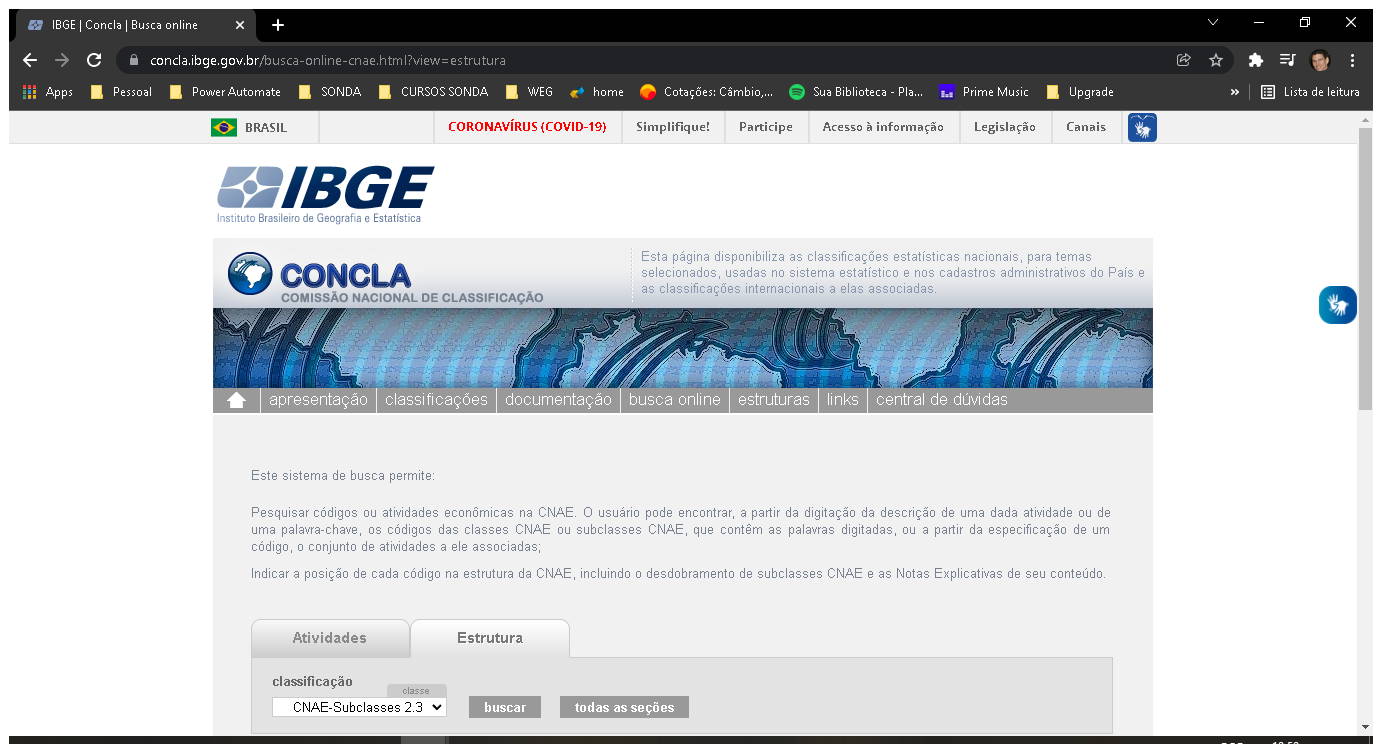 IBGE | Concla | Busca online
concla.ibge.gov.br/busca-online-cnae.html?view=estrutura
Apps Pessoal Power Automate SONDA CURSOS SONDA WEG home Cotações: Câmbio,... Sua Biblioteca - Pla... Prime Music Upgrade » Lista de leitura
BRASIL CORONAVÍRUS (COVID-19) Simplifique! Participe Acesso à informação Legislação Canais
IBGE
Instituto Brasileiro de Geografia e Estatística
CONCLA
COMISSÃO NACIONAL DE CLASSIFICAÇÃO
Esta página disponibiliza as classificações estatísticas nacionais, para temas
selecionados, usadas no sistema estatístico e nos cadastros administrativos do País e
as classificações internacionais a elas associadas.
apresentação classificações documentação busca online estruturas links central de dúvidas
Este sistema de busca permite:
Pesquisar códigos ou atividades econômicas na CNAE. O usuário pode encontrar, a partir da digitação da descrição de uma dada atividade ou de
uma palavra-chave, os códigos das classes CNAE ou subclasses CNAE, que contêm as palavras digitadas, ou a partir da especificação de um
código, o conjunto de atividades a ele associadas;
Indicar a posição de cada código na estrutura da CNAE, incluindo o desdobramento de subclasses CNAE e as Notas Explicativas de seu conteúdo.
Atividades Estrutura
classificação
classe
CNAE-Subclasses 2.3 buscar todas as seções